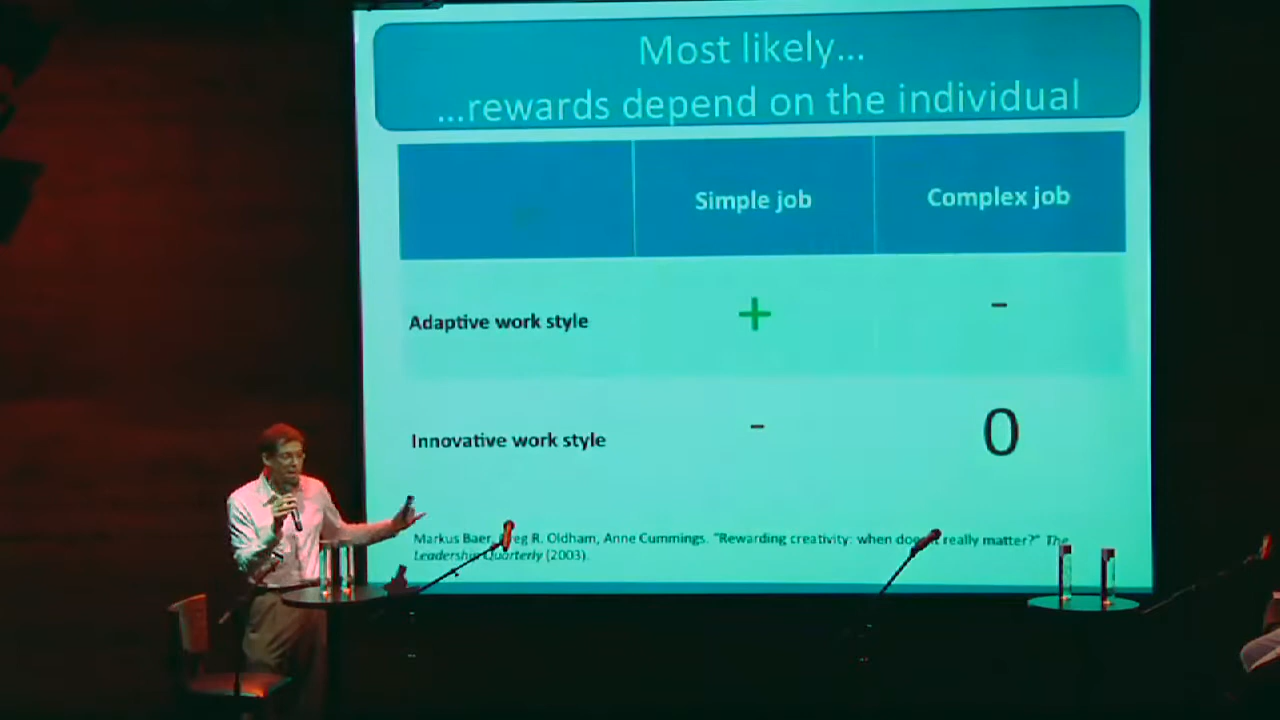 Most likely...
...rewards depend on the individual
Simple job
Complex job
Adaptive work style
+
-
Innovative work style
-
0
Markus Baer, Greg R. Oldham, Anne Cummings. "Rewarding creativity: when does it really matter?" The
Leadership Quarterly (2003).